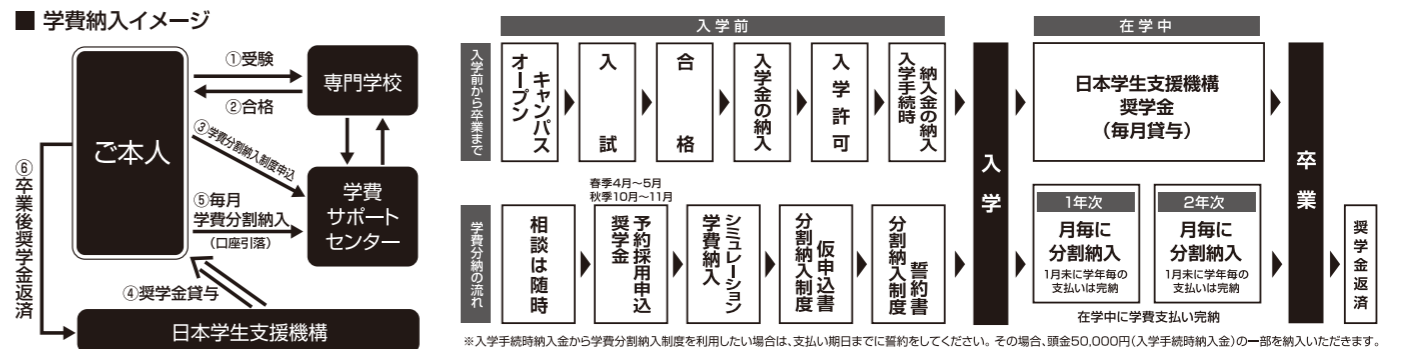 ■ 学費納入イメージ
ご本人
①受験
②合格
専門学校
③学費分割納入制度申込
⑤毎月
学費分割納入
（口座引落）
学費
サポート
センター
④奨学金貸与
日本学生支援機構
⑥卒業後奨学金返済
入学前
在学中
入学前から卒業まで
オープン
キャンパス
入試
合格
入学金の納入
入学許可
入学手続時
納入金の納入
入学
日本学生支援機構
奨学金
（毎月貸与）
卒業
学費分納の流れ
相談は随時
春季4月～5月
秋季10月～11月
奨学金
予約採用申込
学費納入
シミュレーション
分割納入制度
仮申込書
分割納入制度
誓約書
1年次
月毎に
分割納入
1月末に学年毎の
支払いは完納
2年次
月毎に
分割納入
1月末に学年毎の
支払いは完納
在学中に学費支払い完納
奨学金返済
※入学手続時納入金から学費分割納入制度を利用したい場合は、支払い期日までに誓約をしてください。その場合、頭金50,000円（入学手続時納入金）の一部を納入いただきます。